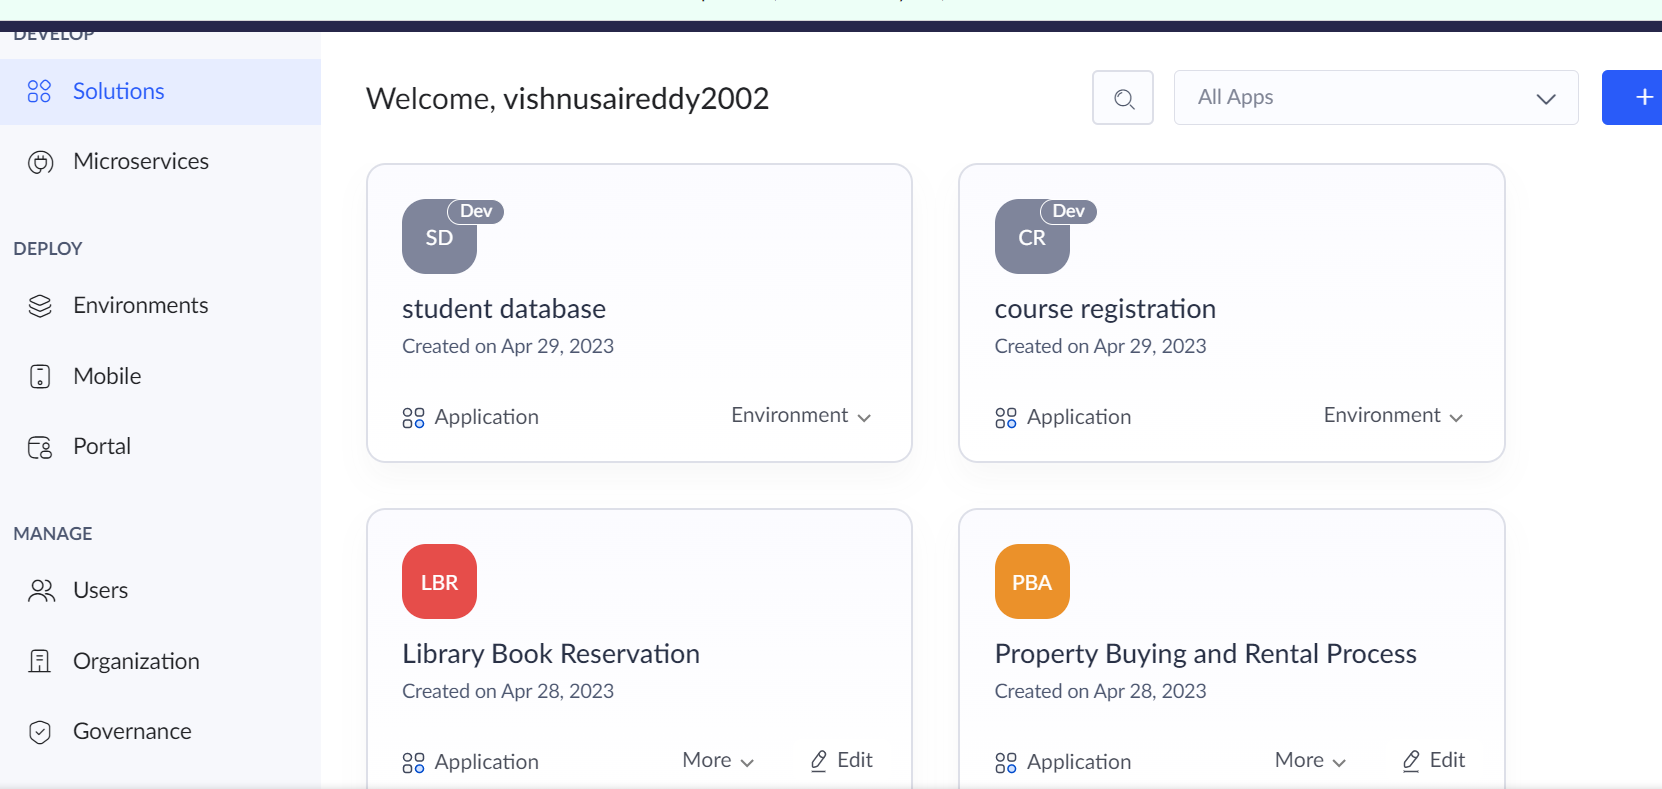 DEVELOP
Solutions
Microservices
DEPLOY
Environments
Mobile
Portal
MANAGE
Users
Organization
Governance
Welcome, vishnusaireddy2002
All Apps
+
Dev
SD
student database
Created on Apr 29, 2023
Application
Environment
Dev
CR
course registration
Created on Apr 29, 2023
Application
Environment
LBR
Library Book Reservation
Created on Apr 28, 2023
Application
More
Edit
PBA
Property Buying and Rental Process
Created on Apr 28, 2023
Application
More
Edit